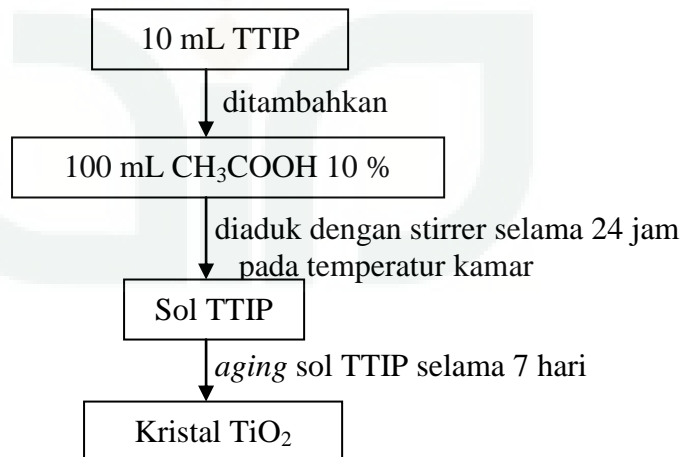 10 mL TTIP
ditambahkan
100 mL CH₃COOH 10 %
diaduk dengan stirrer selama 24 jam
pada temperatur kamar
Sol TTIP
aging sol TTIP selama 7 hari
Kristal TiO₂